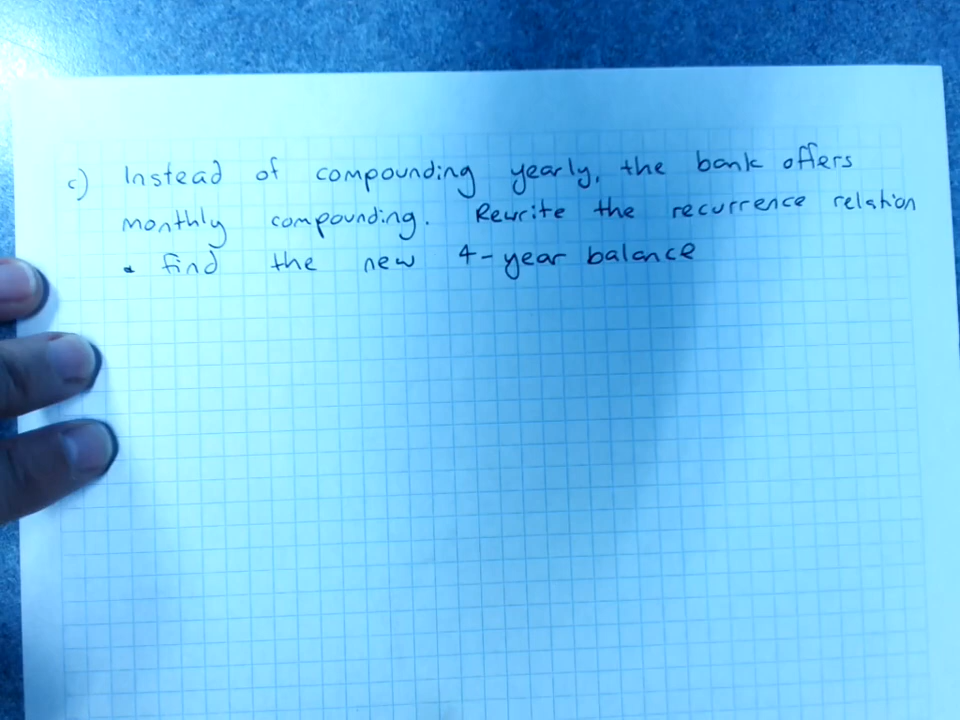 c) Instead of compounding yearly, the bank offers
monthly compounding. Rewrite the recurrence relation
& find the new 4-year balance